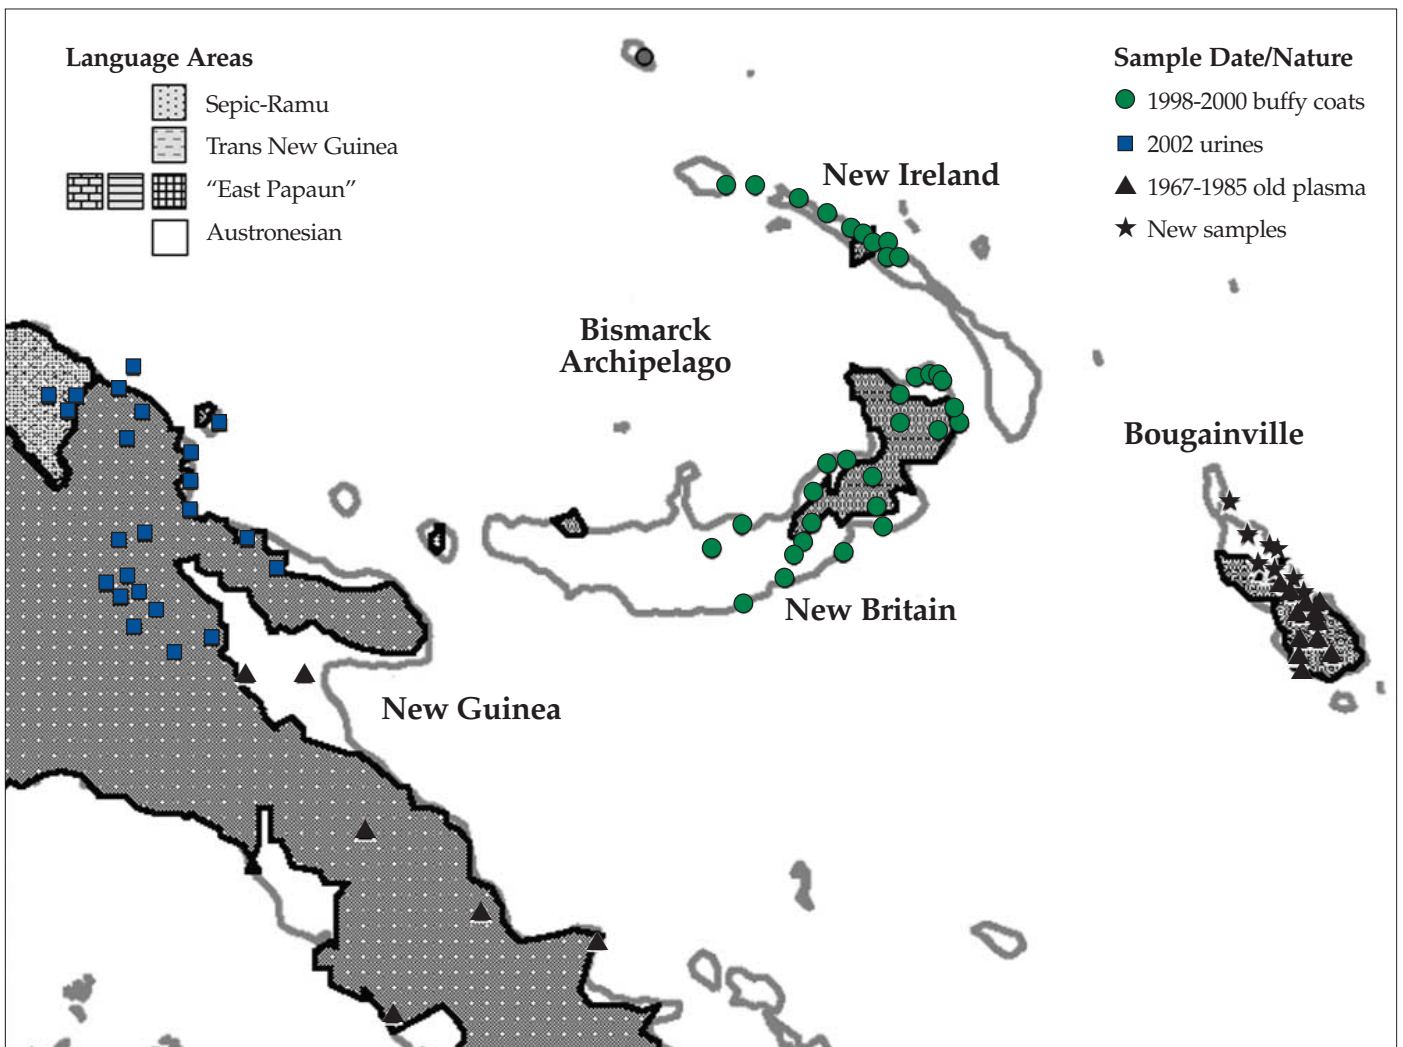 Language Areas
Sepic-Ramu
Trans New Guinea
“East Papaun”
Austronesian
Sample Date/Nature
1998-2000 buffy coats
2002 urines
1967-1985 old plasma
New samples
New Ireland
Bismarck
Archipelago
Bougainville
New Britain
New Guinea